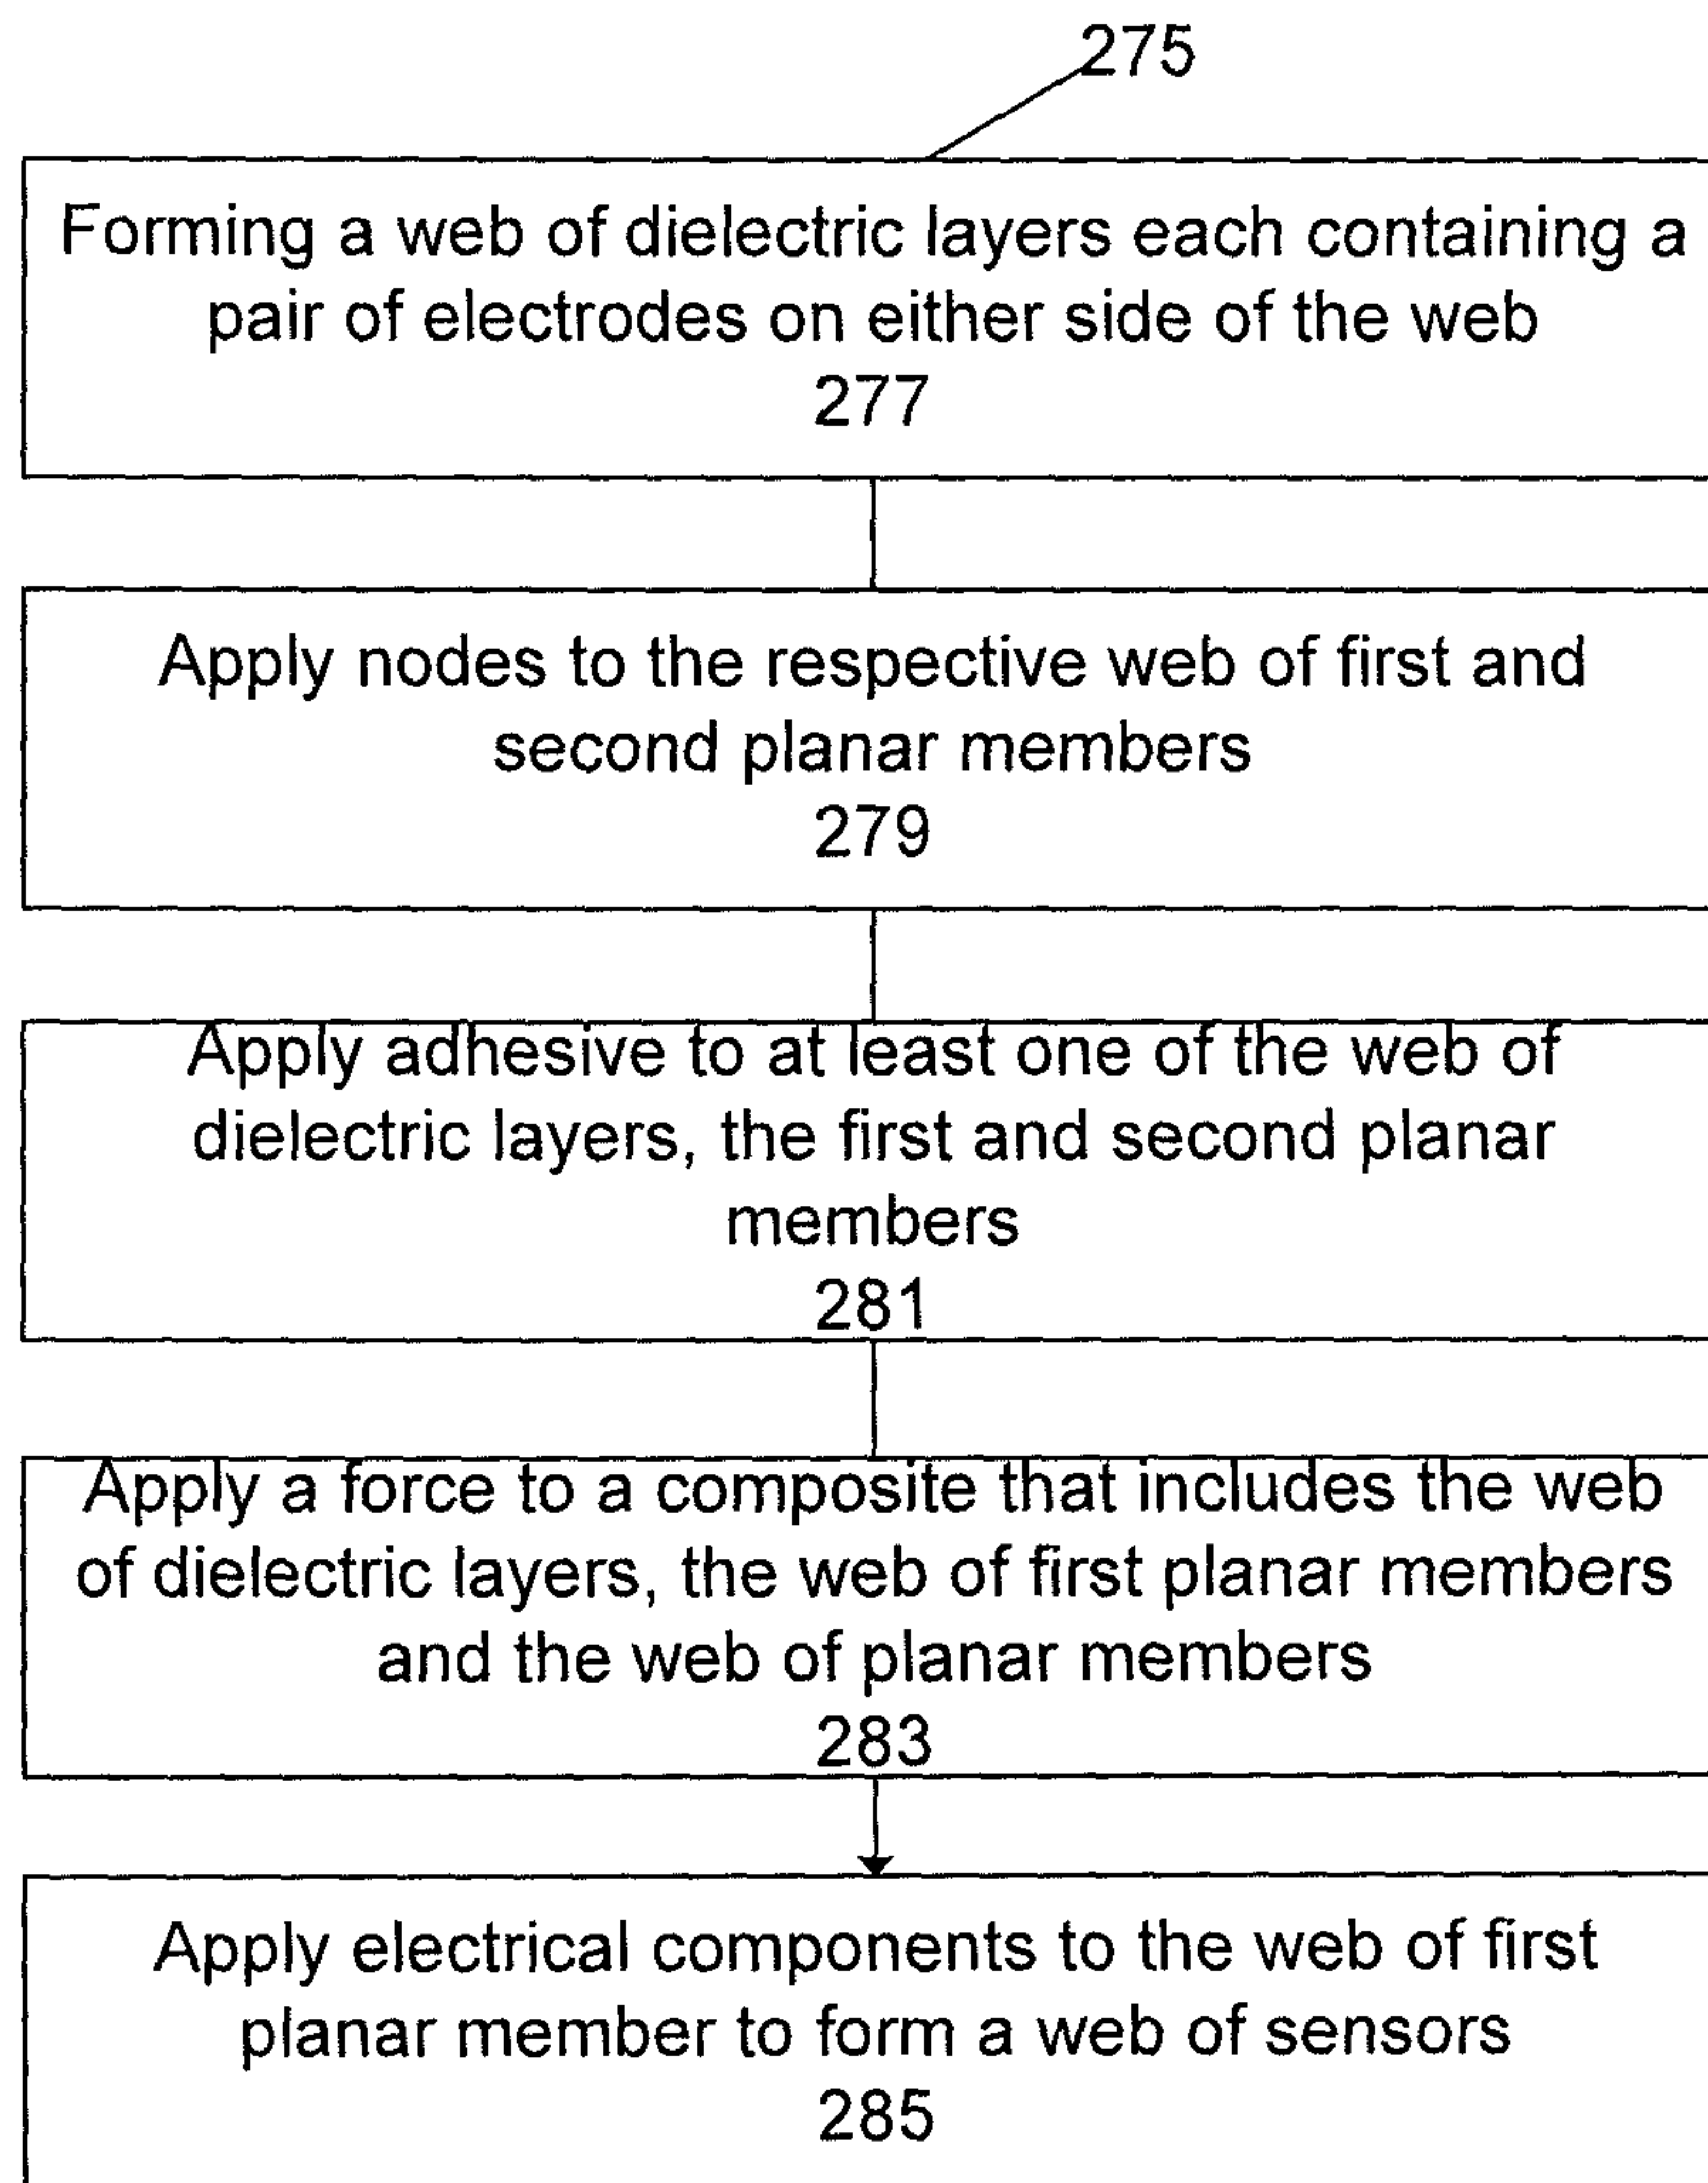 275
Forming a web of dielectric layers each containing a
pair of electrodes on either side of the web
277
Apply nodes to the respective web of first and
second planar members
279
Apply adhesive to at least one of the web of
dielectric layers, the first and second planar
members
281
Apply a force to a composite that includes the web
of dielectric layers, the web of first planar members
and the web of planar members
283
Apply electrical components to the web of first
planar member to form a web of sensors
285